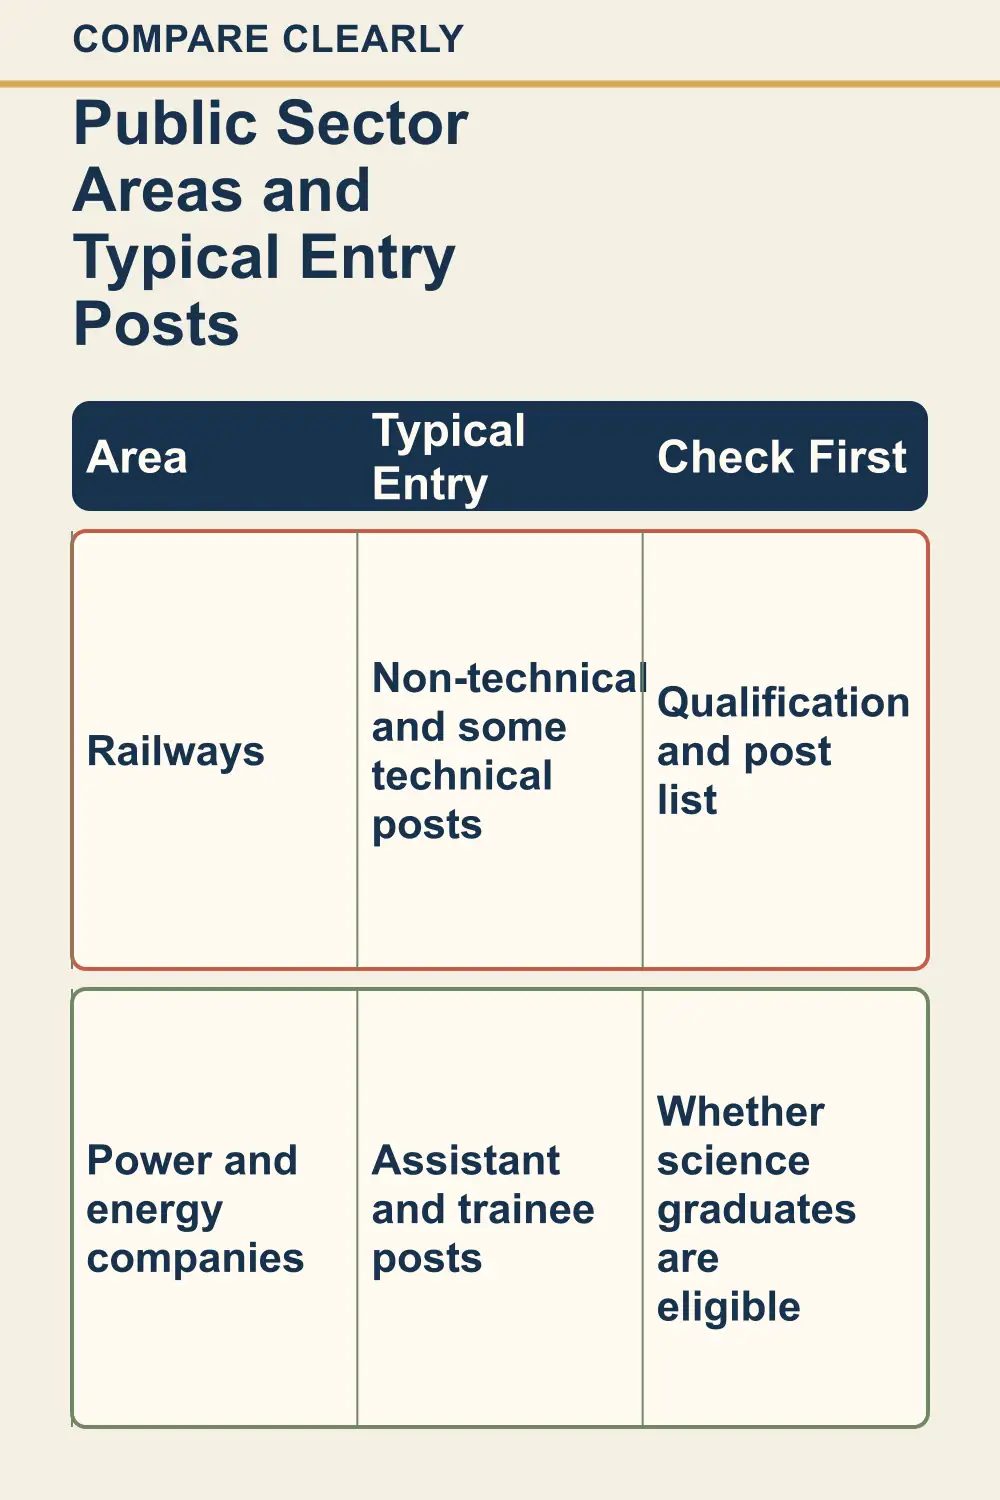 COMPARE CLEARLY
Public Sector
Areas and
Typical Entry
Posts
Area
Typical
Entry
Check First
Railways
Non-technical
and some
technical
posts
Qualification
and post
list
Power and
energy
companies
Assistant
and trainee
posts
Whether
science
graduates
are
eligible